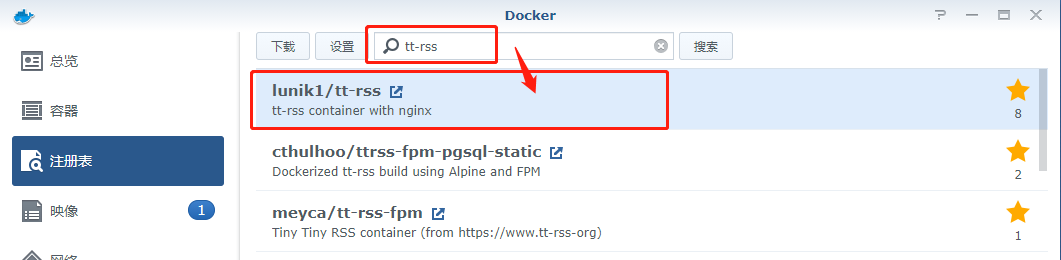 Docker
总览
容器
注册表
映像
1
下载
设置
tt-rss
搜索
lunik1/tt-rss
tt-rss container with nginx
8
cthulhoo/ttrss-fpm-pgsql-static
Dockerized tt-rss build using Alpine and FPM
2
meyca/tt-rss-fpm
Tiny Tiny RSS container (from https://www.tt-rss-org)
1